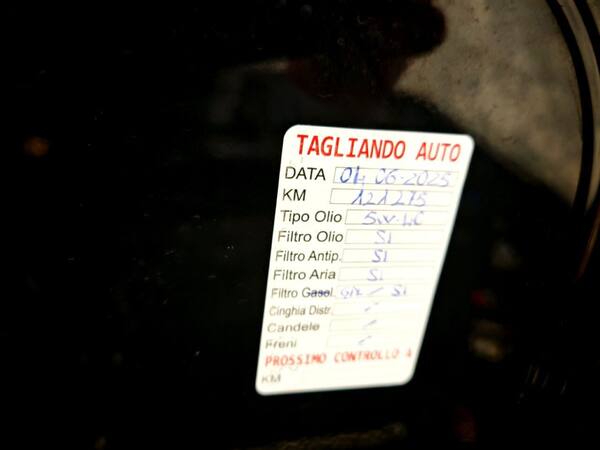 TAGLIANDO AUTO
DATA 04 06-2025
KM 121275
Tipo Olio 5W-40
Filtro Olio SI
Filtro Antip. SI
Filtro Aria SI
Filtro Gasol. SI
Cinghia Distr.
Candele
Freni
PROSSIMO CONTROLLO A
KM